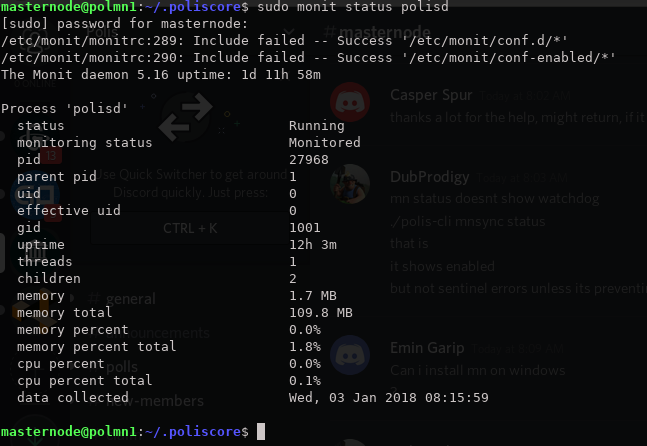 masternode@polmn1:~/.poliscore$ sudo monit status polisd
[sudo] password for masternode:
/etc/monit/monitrc:289: Include failed -- Success '/etc/monit/conf.d/*'
/etc/monit/monitrc:290: Include failed -- Success '/etc/monit/conf-enabled/*'
The Monit daemon 5.16 uptime: 1d 11h 58m
Process 'polisd'
status Running
monitoring status Monitored
pid 27968
parent pid 1
uid 0
effective uid 0
gid 1001
uptime 12h 3m
threads 1
children 2
memory 1.7 MB
memory total 109.8 MB
memory percent 0.0%
memory percent total 1.8%
cpu percent 0.0%
cpu percent total 0.1%
data collected Wed, 03 Jan 2018 08:15:59
masternode@polmn1:~/.poliscore$
# masternode
Casper Spur
thanks a lot for the help, might return, if it
DubProdigy
mn status doesnt show watchdog
./polis-cli mnsync status
that is
it shows enabled
but not sentinel errors unless its preventi
Emin Garip
Can i install mn on windows
Use Quick Switcher to get around
Discord quickly. Just press:
CTRL + K
# general
announcements
polls
new-members
13